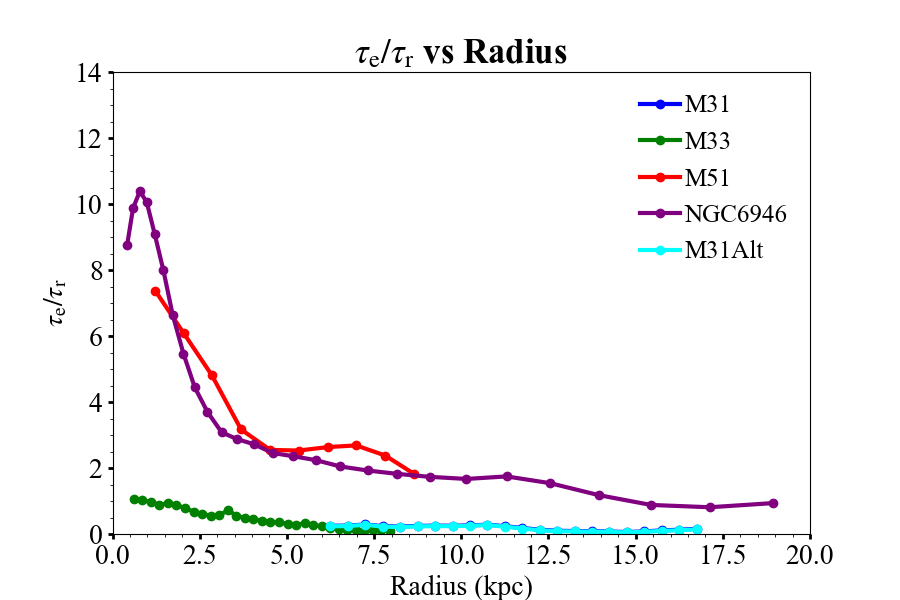 τe/τr vs Radius
14
12
10
8
6
4
2
0
τe/τr
M31
M33
M51
NGC6946
M31Alt
0.0 2.5 5.0 7.5 10.0 12.5 15.0 17.5 20.0
Radius (kpc)